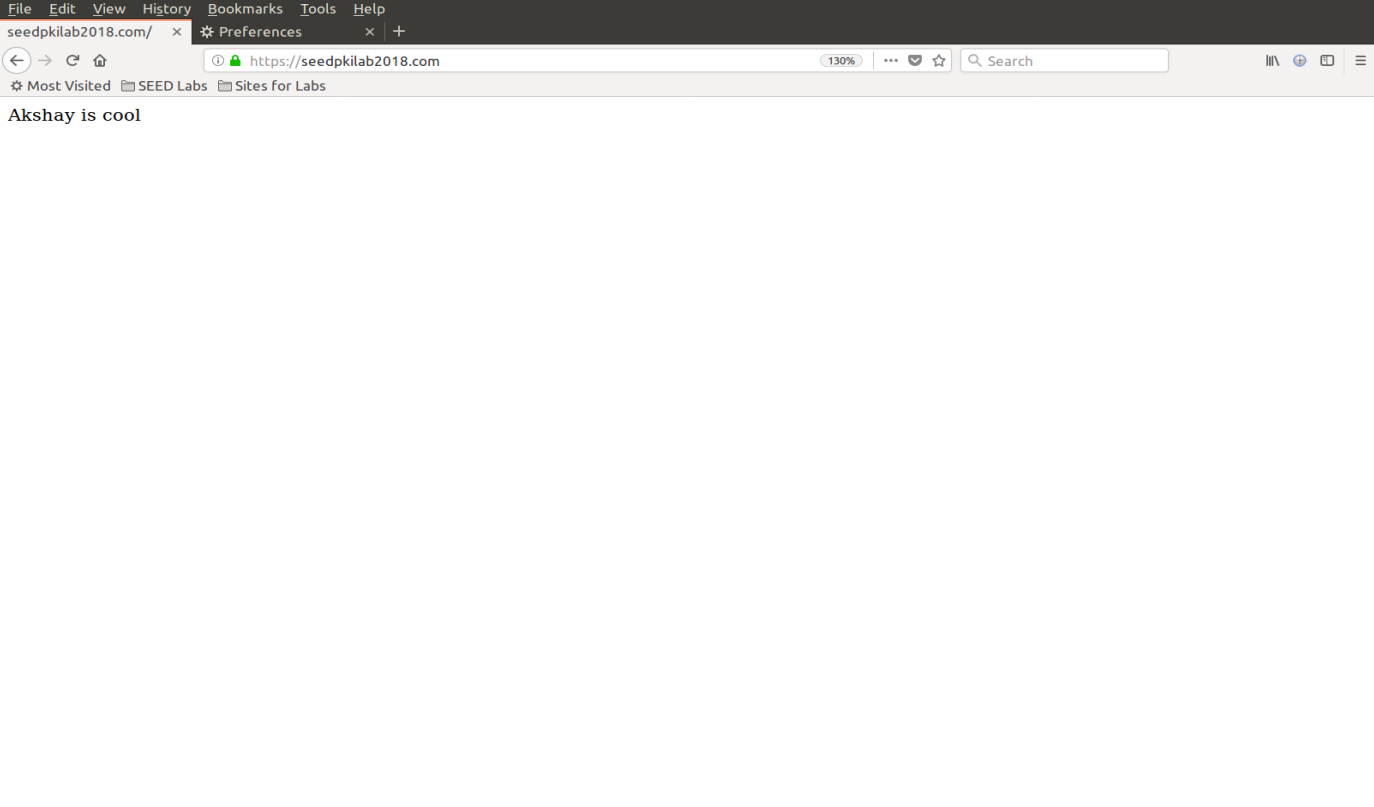 File Edit View History Bookmarks Tools Help
seedpkilab2018.com/ Preferences
https://seedpkilab2018.com 130% Search
Most Visited SEED Labs Sites for Labs
Akshay is cool